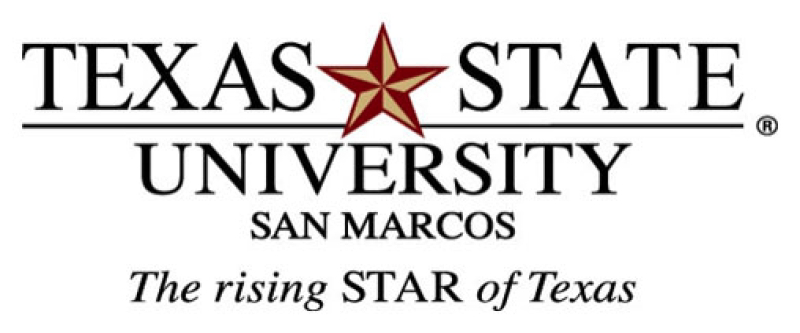 TEXAS STATE ®
UNIVERSITY
SAN MARCOS
The rising STAR of Texas